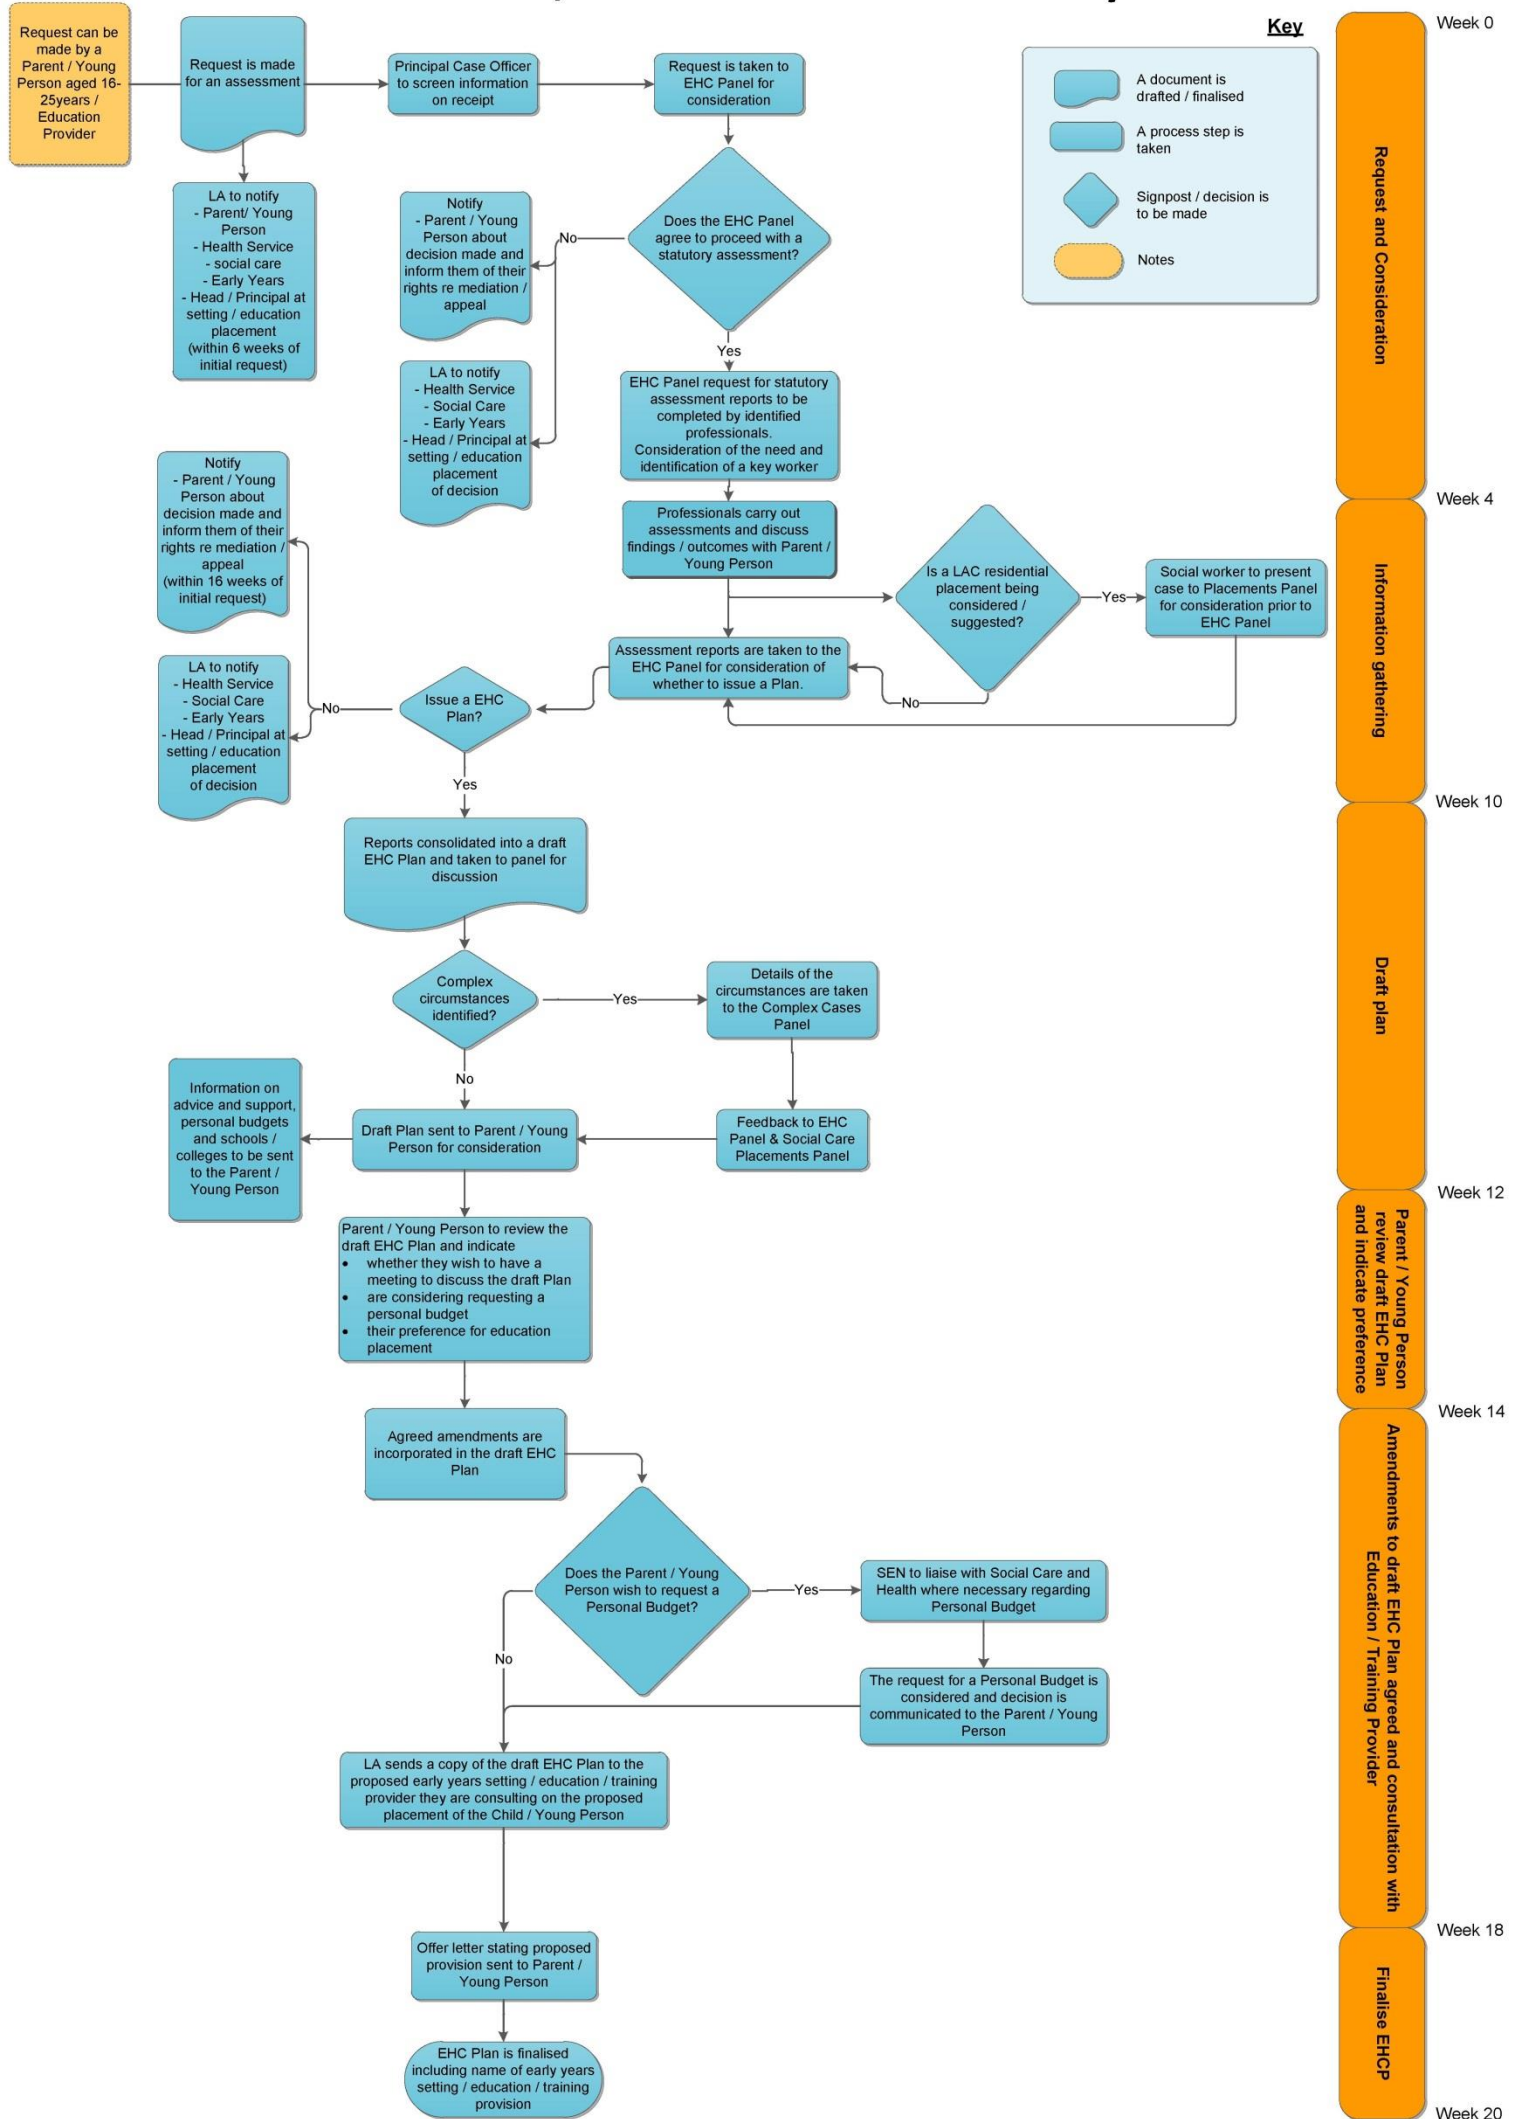 Key
Week 0
Request can be
made by a
Parent / Young
Person aged 16-
25years /
Education
Provider
Request is made
for an assessment
Principal Case Officer
to screen information
on receipt
Request is taken to
EHC Panel for
consideration
A document is
drafted / finalised
A process step is
taken
Signpost / decision is
to be made
Notes
Request and Consideration
LA to notify
- Parent/ Young
Person
- Health Service
- social care
- Early Years
- Head / Principal at
setting / education
placement
(within 6 weeks of
initial request)
Notify
- Parent / Young
Person about
decision made and
inform them of their
rights re mediation /
appeal
No
Does the EHC Panel
agree to proceed with a
statutory assessment?
Yes
LA to notify
- Health Service
- Social Care
- Early Years
- Head / Principal at
setting / education
placement
of decision
EHC Panel request for statutory
assessment reports to be
completed by identified
professionals.
Consideration of the need and
identification of a key worker
Week 4
Notify
- Parent / Young
Person about
decision made and
inform them of their
rights re mediation /
appeal
(within 16 weeks of
initial request)
Professionals carry out
assessments and discuss
findings / outcomes with Parent /
Young Person
Is a LAC residential
placement being
considered /
suggested?
Yes
Social worker to present
case to Placements Panel
for consideration prior to
EHC Panel
Information gathering
Assessment reports are taken to the
EHC Panel for consideration of
whether to issue a Plan.
No
LA to notify
- Health Service
- Social Care
- Early Years
- Head / Principal at
setting / education
placement
of decision
No
Issue a EHC
Plan?
Yes
Week 10
Reports consolidated into a draft
EHC Plan and taken to panel for
discussion
Draft plan
Complex
circumstances
identified?
Yes
Details of the
circumstances are taken
to the Complex Cases
Panel
No
Information on
advice and support,
personal budgets
and schools /
colleges to be sent
to the Parent /
Young Person
Draft Plan sent to Parent / Young
Person for consideration
Feedback to EHC
Panel & Social Care
Placements Panel
Week 12
Parent / Young Person to review the
draft EHC Plan and indicate
• whether they wish to have a
meeting to discuss the draft Plan
• are considering requesting a
personal budget
• their preference for education
placement
Parent / Young Person
review draft EHC Plan
and indicate preference
Week 14
Agreed amendments are
incorporated in the draft EHC
Plan
Amendments to draft EHC Plan agreed and consultation with
Education / Training Provider
Does the Parent / Young
Person wish to request a
Personal Budget?
Yes
SEN to liaise with Social Care and
Health where necessary regarding
Personal Budget
No
The request for a Personal Budget is
considered and decision is
communicated to the Parent / Young
Person
LA sends a copy of the draft EHC Plan to the
proposed early years setting / education / training
provider they are consulting on the proposed
placement of the Child / Young Person
Week 18
Offer letter stating proposed
provision sent to Parent /
Young Person
Finalise EHCP
EHC Plan is finalised
including name of early years
setting / education / training
provision
Week 20